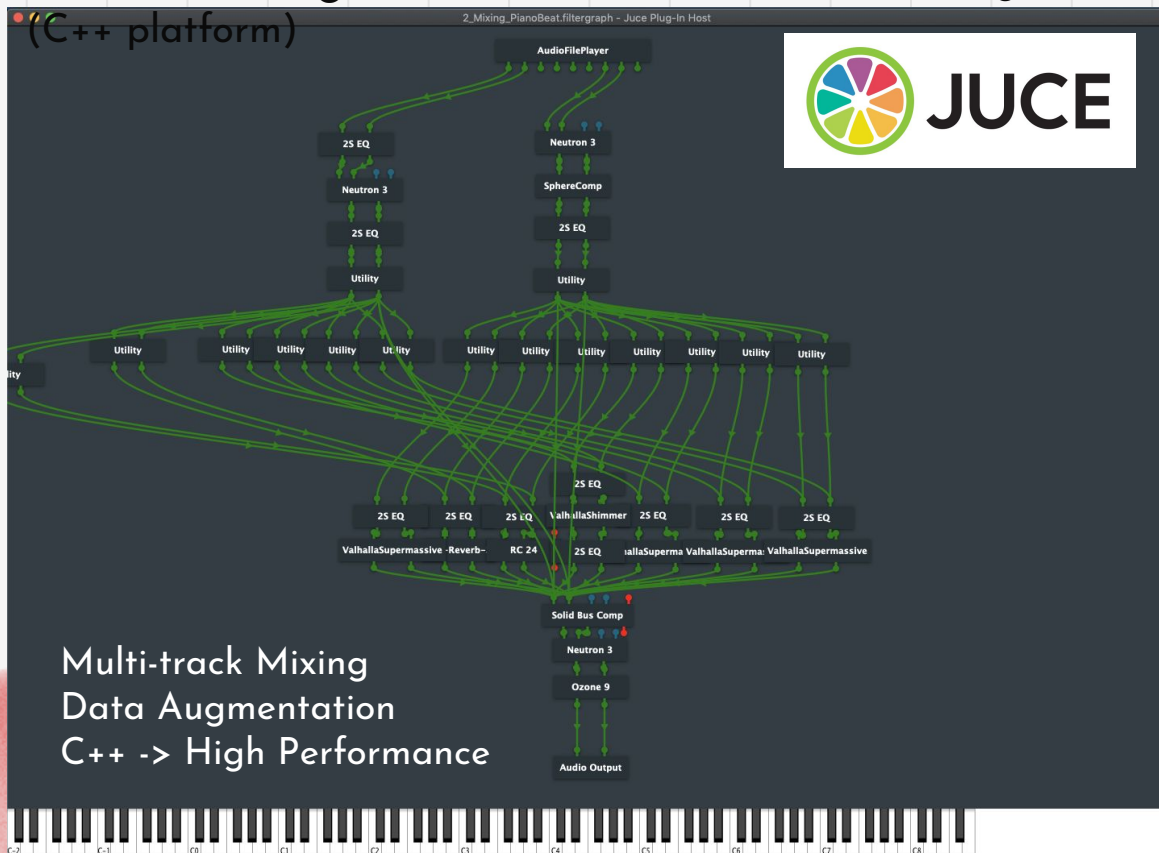 2_Mixing_PianoBeat.filtergraph - Juce Plug-In Host
(C++ platform)
AudioFilePlayer
JUCE
2S EQ
Neutron 3
Neutron 3
SphereComp
2S EQ
2S EQ
Utility
Utility
lity
Utility
Utility
Utility
Utility
Utility
Utility
Utility
Utility
Utility
Utility
Utility
Utility
2S EQ
2S EQ
2S EQ
2S EQ
ValhallaShimmer
2S EQ
2S EQ
2S EQ
ValhallaSupermassive
-Reverb-
RC 24
2S EQ
hallaSuperma
ValhallaSuperma
ValhallaSupermassive
Solid Bus Comp
Neutron 3
Ozone 9
Audio Output
Multi-track Mixing
Data Augmentation
C++ -> High Performance
C-2 C-1 C0 C1 C2 C3 C4 C5 C6 C7 C8